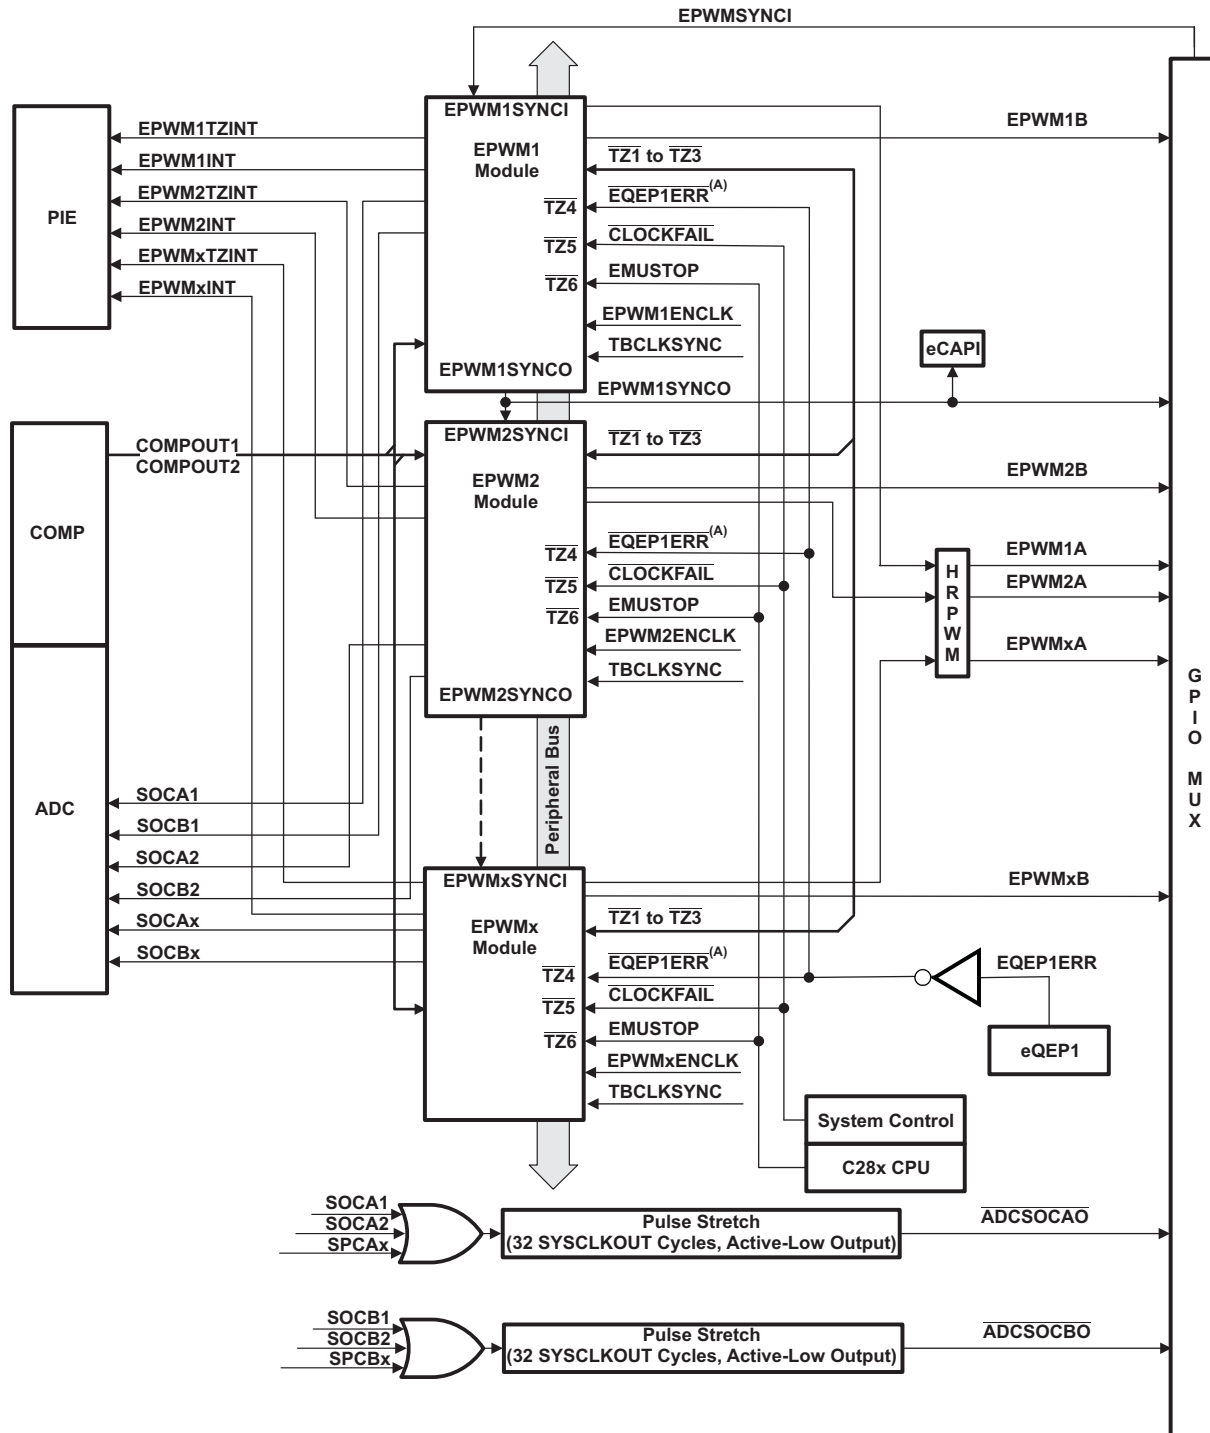 EPWMSYNCI
EPWM1SYNCI
EPWM1
Module
EPWM1TZINT
EPWM1INT
EPWM2TZINT
EPWM2INT
EPWMxTZINT
EPWMxINT
PIE
EPWM1B
TZ1 to TZ3
TZ4
EQEP1ERR(A)
TZ5
CLOCKFAIL
TZ6
EMUSTOP
EPWM1ENCLK
TBCLKSYNC
EPWM1SYNCO
eCAPI
EPWM1SYNCO
COMPOUT1
COMPOUT2
COMP
EPWM2SYNCI
EPWM2
Module
TZ1 to TZ3
EPWM2B
TZ4
EQEP1ERR(A)
TZ5
CLOCKFAIL
TZ6
EMUSTOP
EPWM2ENCLK
TBCLKSYNC
EPWM2SYNCO
HRPWM
EPWM1A
EPWM2A
EPWMxA
GPIO MUX
Peripheral Bus
ADC
SOCA1
SOCB1
SOCA2
SOCB2
SOCAx
SOCBx
EPWMxSYNCI
EPWMx
Module
EPWMxB
TZ1 to TZ3
TZ4
EQEP1ERR(A)
EQEP1ERR
TZ5
CLOCKFAIL
TZ6
EMUSTOP
eQEP1
EPWMxENCLK
TBCLKSYNC
System Control
C28x CPU
SOCA1
SOCA2
SPCAx
Pulse Stretch
(32 SYSCLKOUT Cycles, Active-Low Output)
ADCSOCAO
SOCB1
SOCB2
SPCBx
Pulse Stretch
(32 SYSCLKOUT Cycles, Active-Low Output)
ADCSOCBO